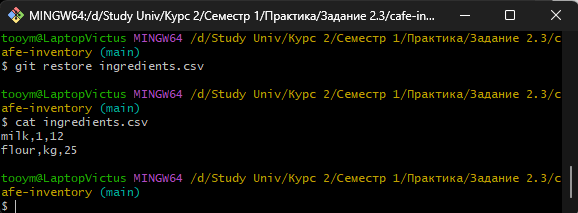 MINGW64:/d/Study Univ/Курс 2/Семестр 1/Практика/Задание 2.3/cafe-in...
tooym@LaptopVictus MINGW64 /d/Study Univ/Курс 2/Семестр 1/Практика/Задание 2.3/c
afe-inventory (main)
$ git restore ingredients.csv
tooym@LaptopVictus MINGW64 /d/Study Univ/Курс 2/Семестр 1/Практика/Задание 2.3/c
afe-inventory (main)
$ cat ingredients.csv
milk,1,12
flour,kg,25
tooym@LaptopVictus MINGW64 /d/Study Univ/Курс 2/Семестр 1/Практика/Задание 2.3/c
afe-inventory (main)
$